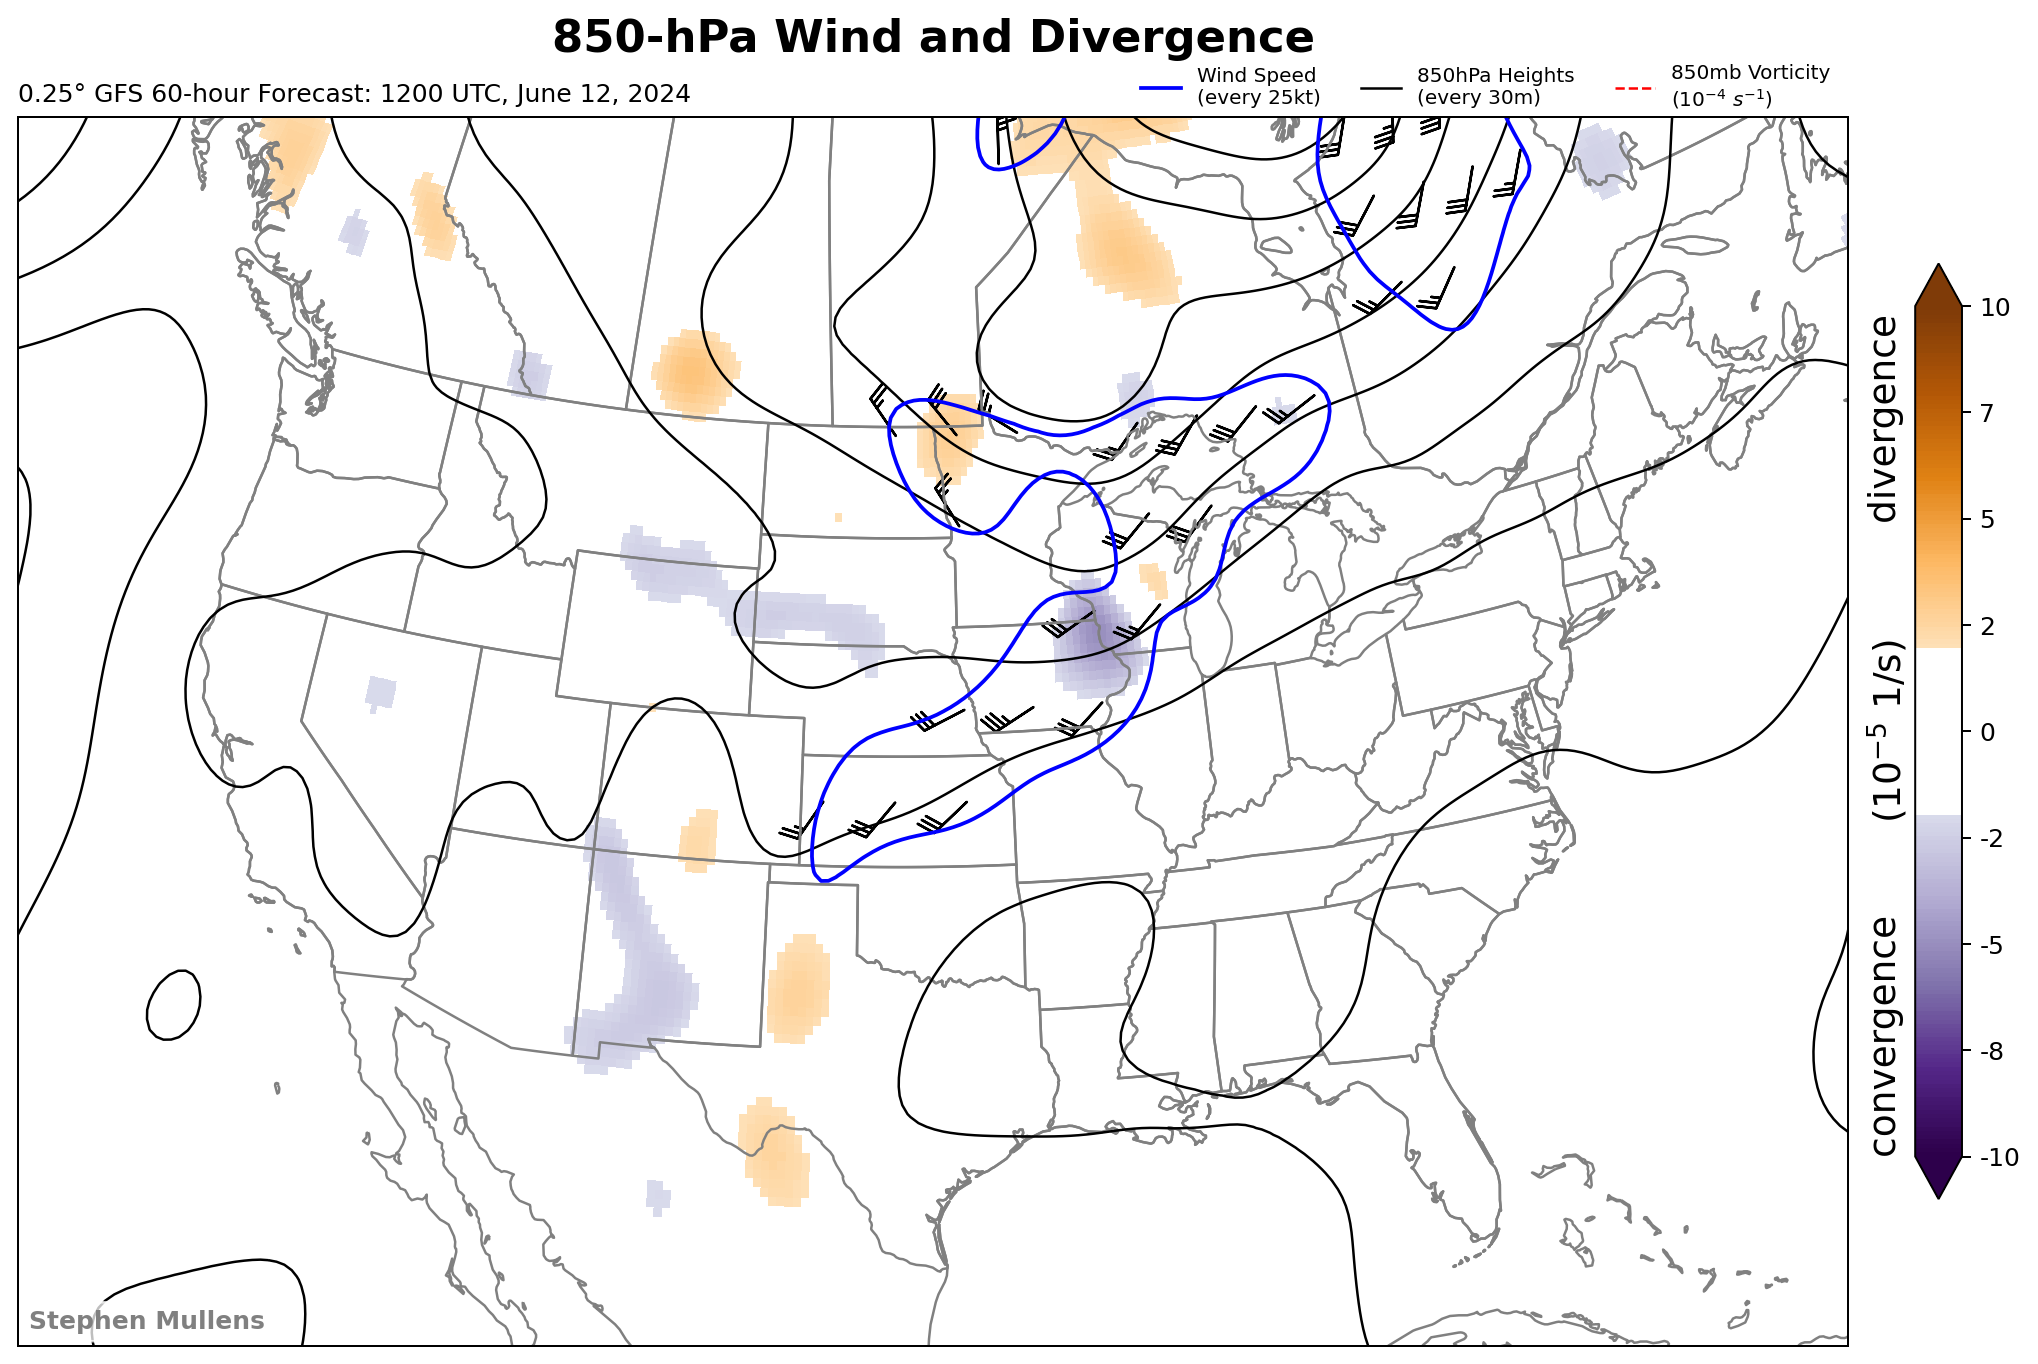 850-hPa Wind and Divergence
0.25° GFS 60-hour Forecast: 1200 UTC, June 12, 2024
Wind Speed
(every 25kt)
850hPa Heights
(every 30m)
850mb Vorticity
(10⁻⁴ s⁻¹)
10
7
5
2
0
-2
-5
-8
-10
convergence (10⁻⁵ 1/s) divergence
Stephen Mullens